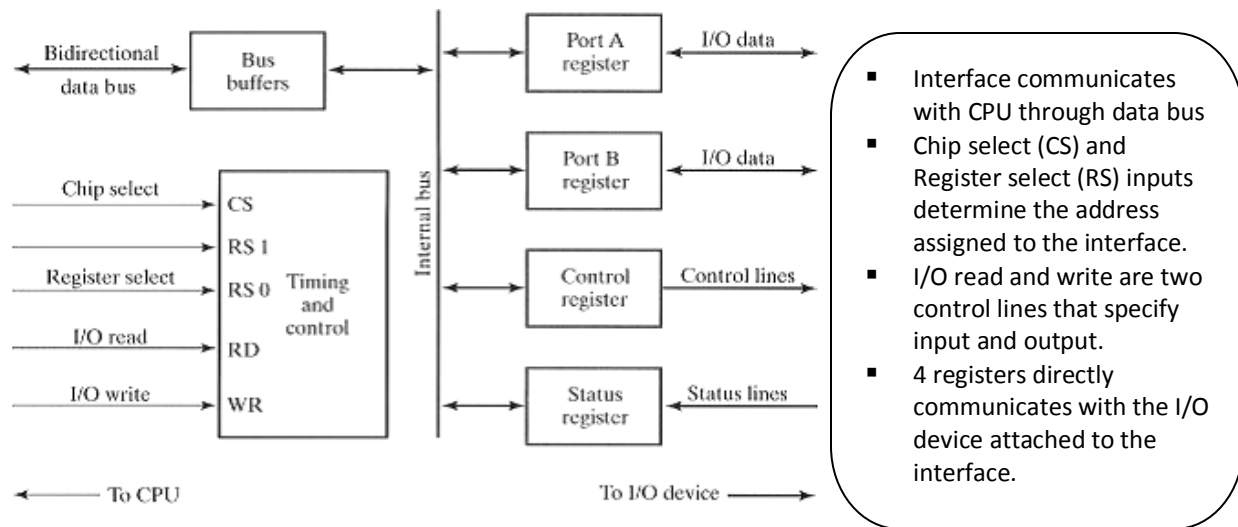 Bidirectional
data bus
Bus
buffers
Chip select
Register select
I/O read
I/O write
CS
RS 1
RS 0
RD
WR
Timing
and
control
Internal bus
Port A
register
I/O data
Port B
register
I/O data
Control
register
Control lines
Status
register
Status lines
To CPU
To I/O device
▪ Interface communicates
with CPU through data bus
▪ Chip select (CS) and
Register select (RS) inputs
determine the address
assigned to the interface.
▪ I/O read and write are two
control lines that specify
input and output.
▪ 4 registers directly
communicates with the I/O
device attached to the
interface.